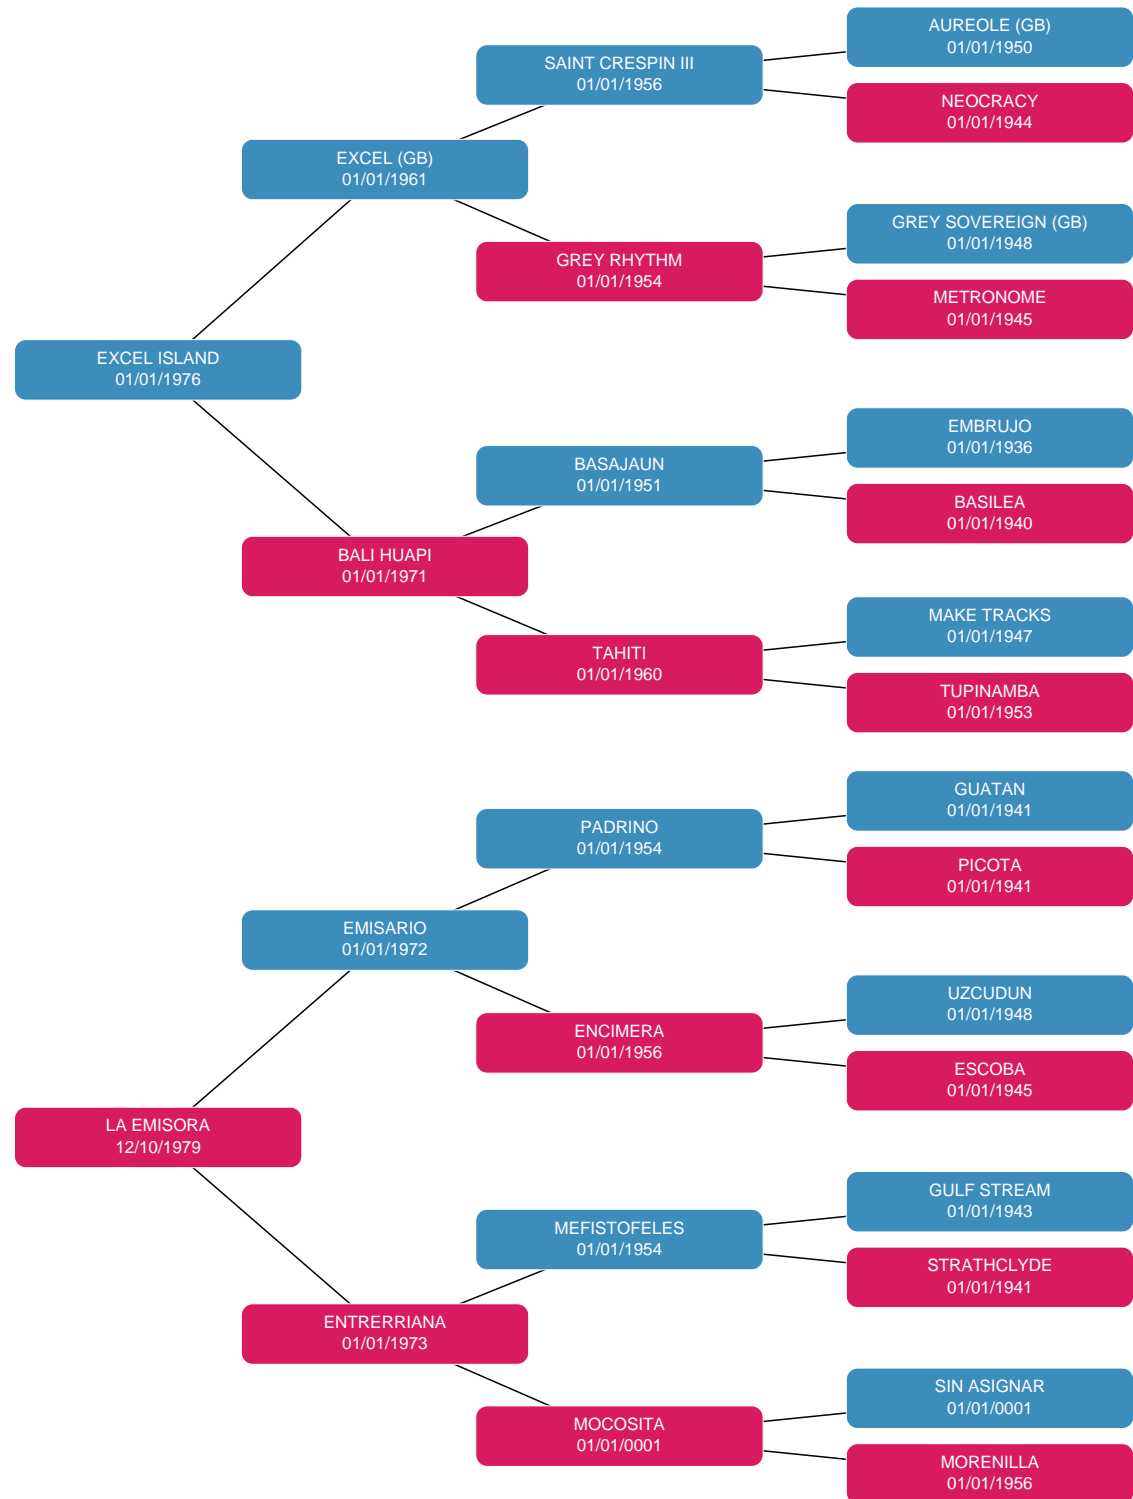 AUREOLE (GB)
01/01/1950
SAINT CRESPIN III
01/01/1956
NEOCRACY
01/01/1944
EXCEL (GB)
01/01/1961
GREY SOVEREIGN (GB)
01/01/1948
GREY RHYTHM
01/01/1954
METRONOME
01/01/1945
EXCEL ISLAND
01/01/1976
EMBRUJO
01/01/1936
BASAJAUN
01/01/1951
BASILEA
01/01/1940
BALI HUAPI
01/01/1971
MAKE TRACKS
01/01/1947
TAHITI
01/01/1960
TUPINAMBA
01/01/1953
GUATAN
01/01/1941
PADRINO
01/01/1954
PICOTA
01/01/1941
EMISARIO
01/01/1972
UZCUDUN
01/01/1948
ENCIMERA
01/01/1956
ESCOBA
01/01/1945
LA EMISORA
12/10/1979
GULF STREAM
01/01/1943
MEFISTOFELES
01/01/1954
STRATHCLYDE
01/01/1941
ENTRERRIANA
01/01/1973
SIN ASIGNAR
01/01/0001
MOCOSITA
01/01/0001
MORENILLA
01/01/1956